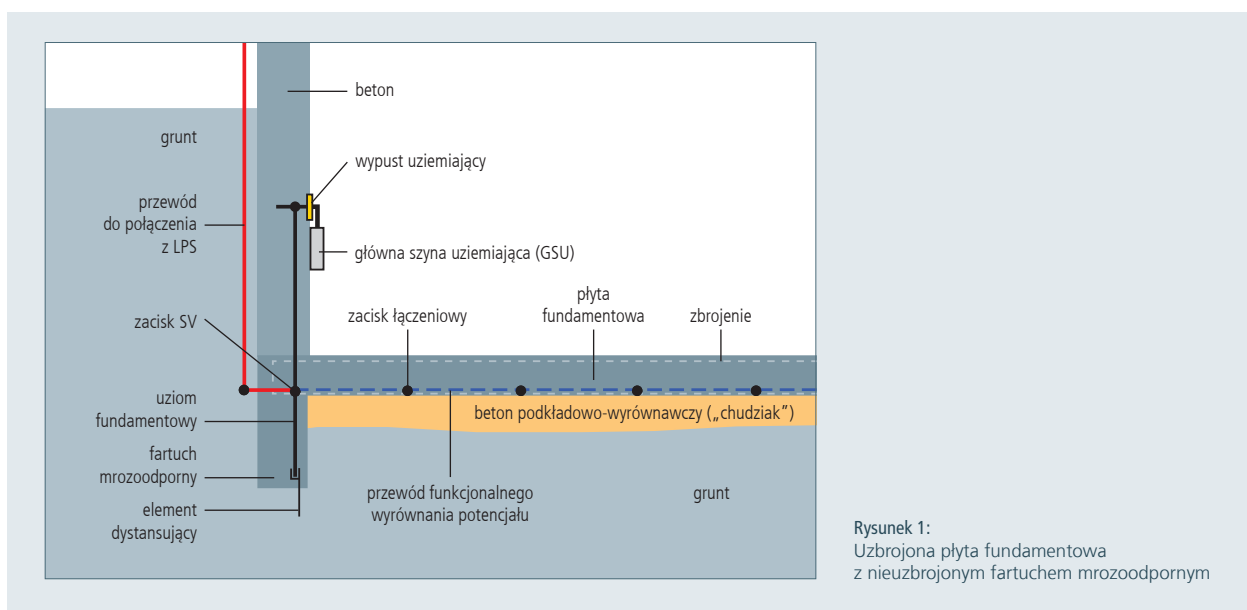 beton
grunt
wypust uziemiający
przewód
do połączenia
z LPS
główna szyna uziemiająca (GSU)
płyta
fundamentowa
zacisk SV
zacisk łączeniowy
zbrojenie
uziom
fundamentowy
beton podkładowo-wyrównawczy („chudziak”)
fartuch
mrozoodporny
element
dystansujący
przewód funkcjonalnego
wyrównania potencjału
grunt
Rysunek 1:
Uzbrojona płyta fundamentowa
z nieuzbrojonym fartuchem mrozoodpornym